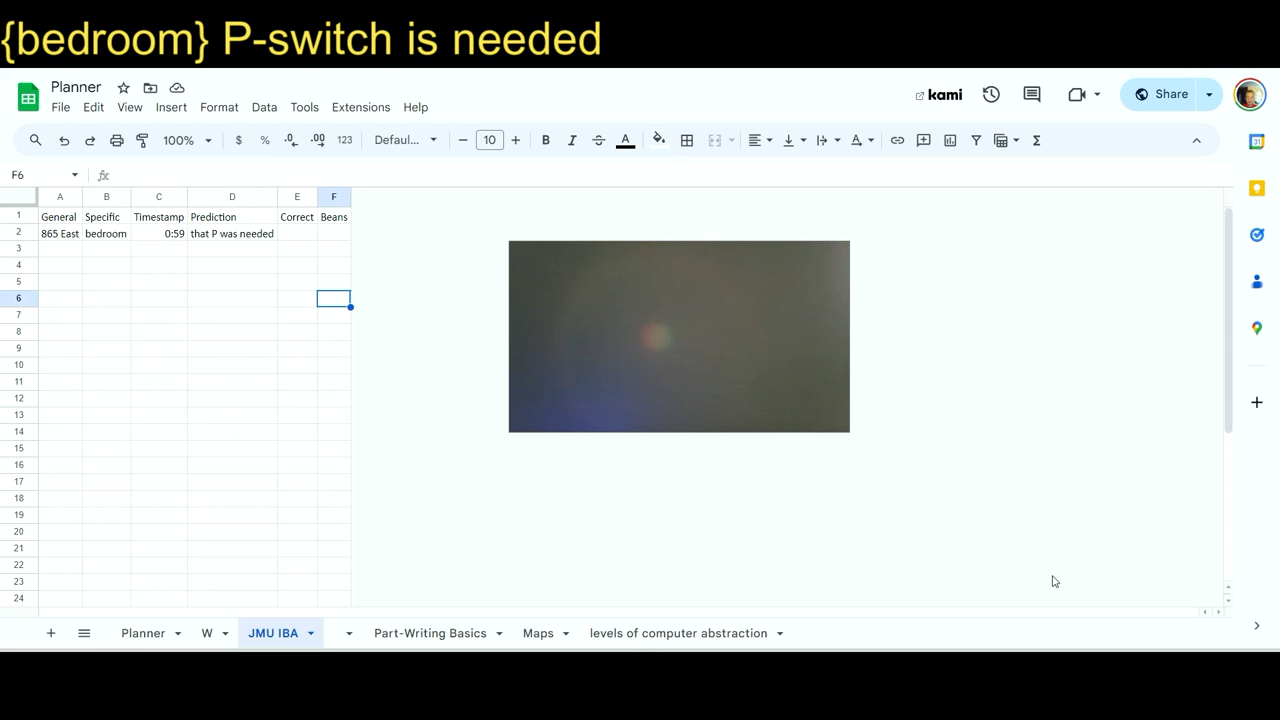 {bedroom} P-switch is needed
Planner
File Edit View Insert Format Data Tools Extensions Help
kami
Share
100% $ % .0 .00 123 Defaul... 10 B I S A Σ
F6 fx
A B C D E F
1 General Specific Timestamp Prediction Correct Beans
2 865 East bedroom 0:59 that P was needed
3
4
5
6
7
8
9
10
11
12
13
14
15
16
17
18
19
20
21
22
23
24
31
Planner W JMU IBA Part-Writing Basics Maps levels of computer abstraction